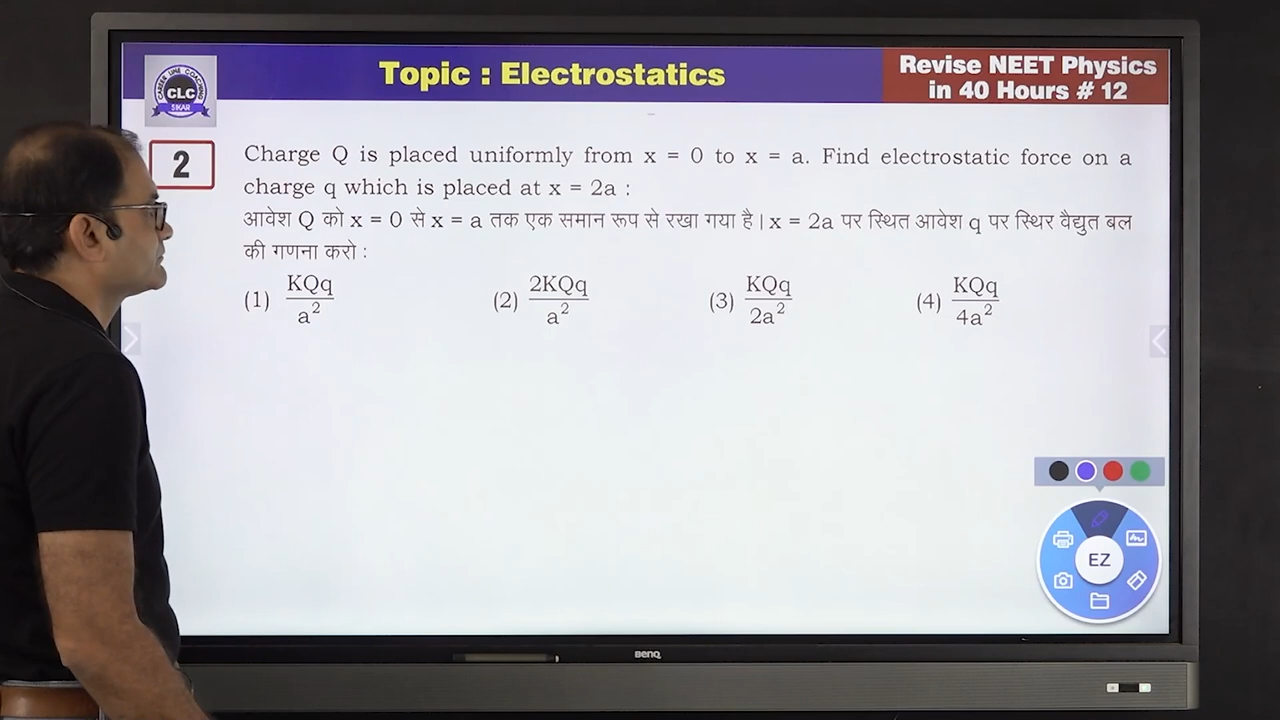 Topic : Electrostatics
Revise NEET Physics
in 40 Hours # 12
CAREER LINE COACHING
CLC
SIKAR
2
Charge Q is placed uniformly from x = 0 to x = a. Find electrostatic force on a
charge q which is placed at x = 2a :
आवेश Q को x = 0 से x = a तक एक समान रूप से रखा गया है। x = 2a पर स्थित आवेश q पर स्थिर वैद्युत बल
की गणना करो :
(1) KQq/a² (2) 2KQq/a² (3) KQq/2a² (4) KQq/4a²
EZ
BenQ